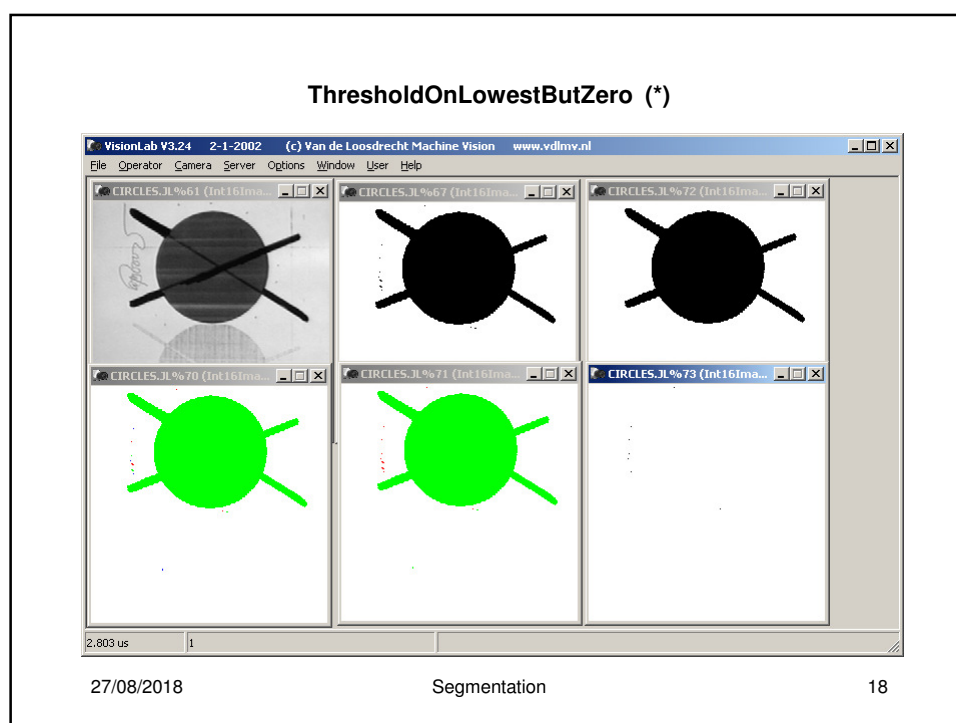 ThresholdOnLowestButZero (*)
VisionLab V3.24 2-1-2002 (c) Van de Loosdrecht Machine Vision www.vdlmv.nl
File Operator Camera Server Options Window User Help
CIRCLES.JL%61 (Int16Ima...
CIRCLES.JL%67 (Int16Ima...
CIRCLES.JL%72 (Int16Ima...
CIRCLES.JL%70 (Int16Ima...
CIRCLES.JL%71 (Int16Ima...
CIRCLES.JL%73 (Int16Ima...
2.803 us 1
27/08/2018 Segmentation 18